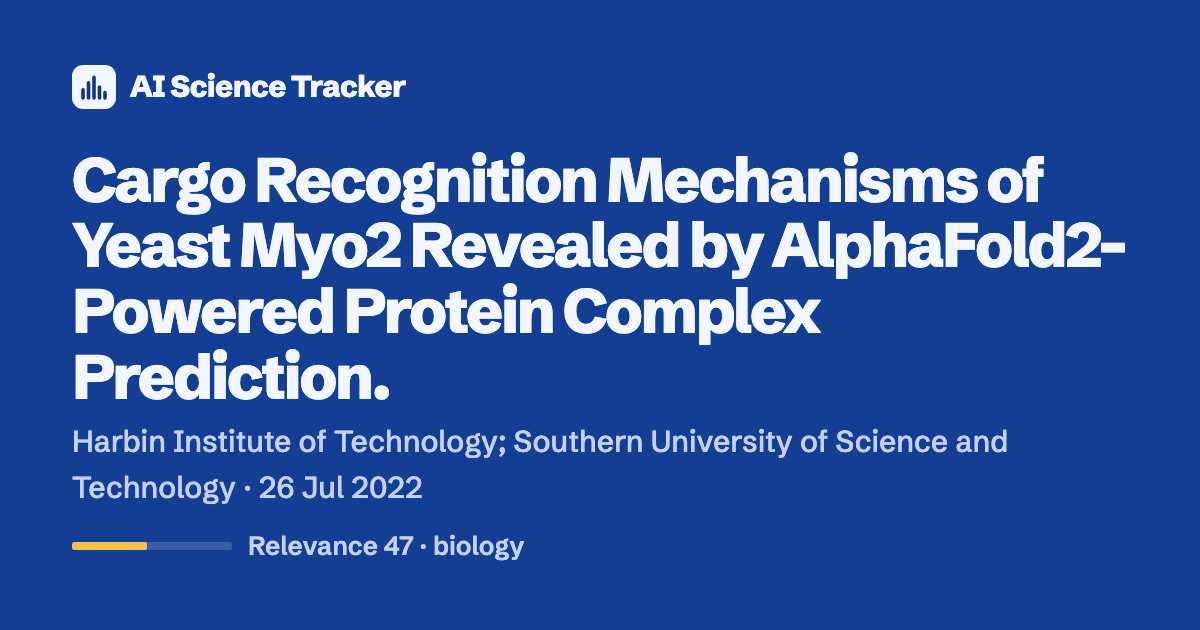 AI Science Tracker
Cargo Recognition Mechanisms of
Yeast Myo2 Revealed by AlphaFold2-
Powered Protein Complex
Prediction.
Harbin Institute of Technology; Southern University of Science and
Technology · 26 Jul 2022
Relevance 47 · biology